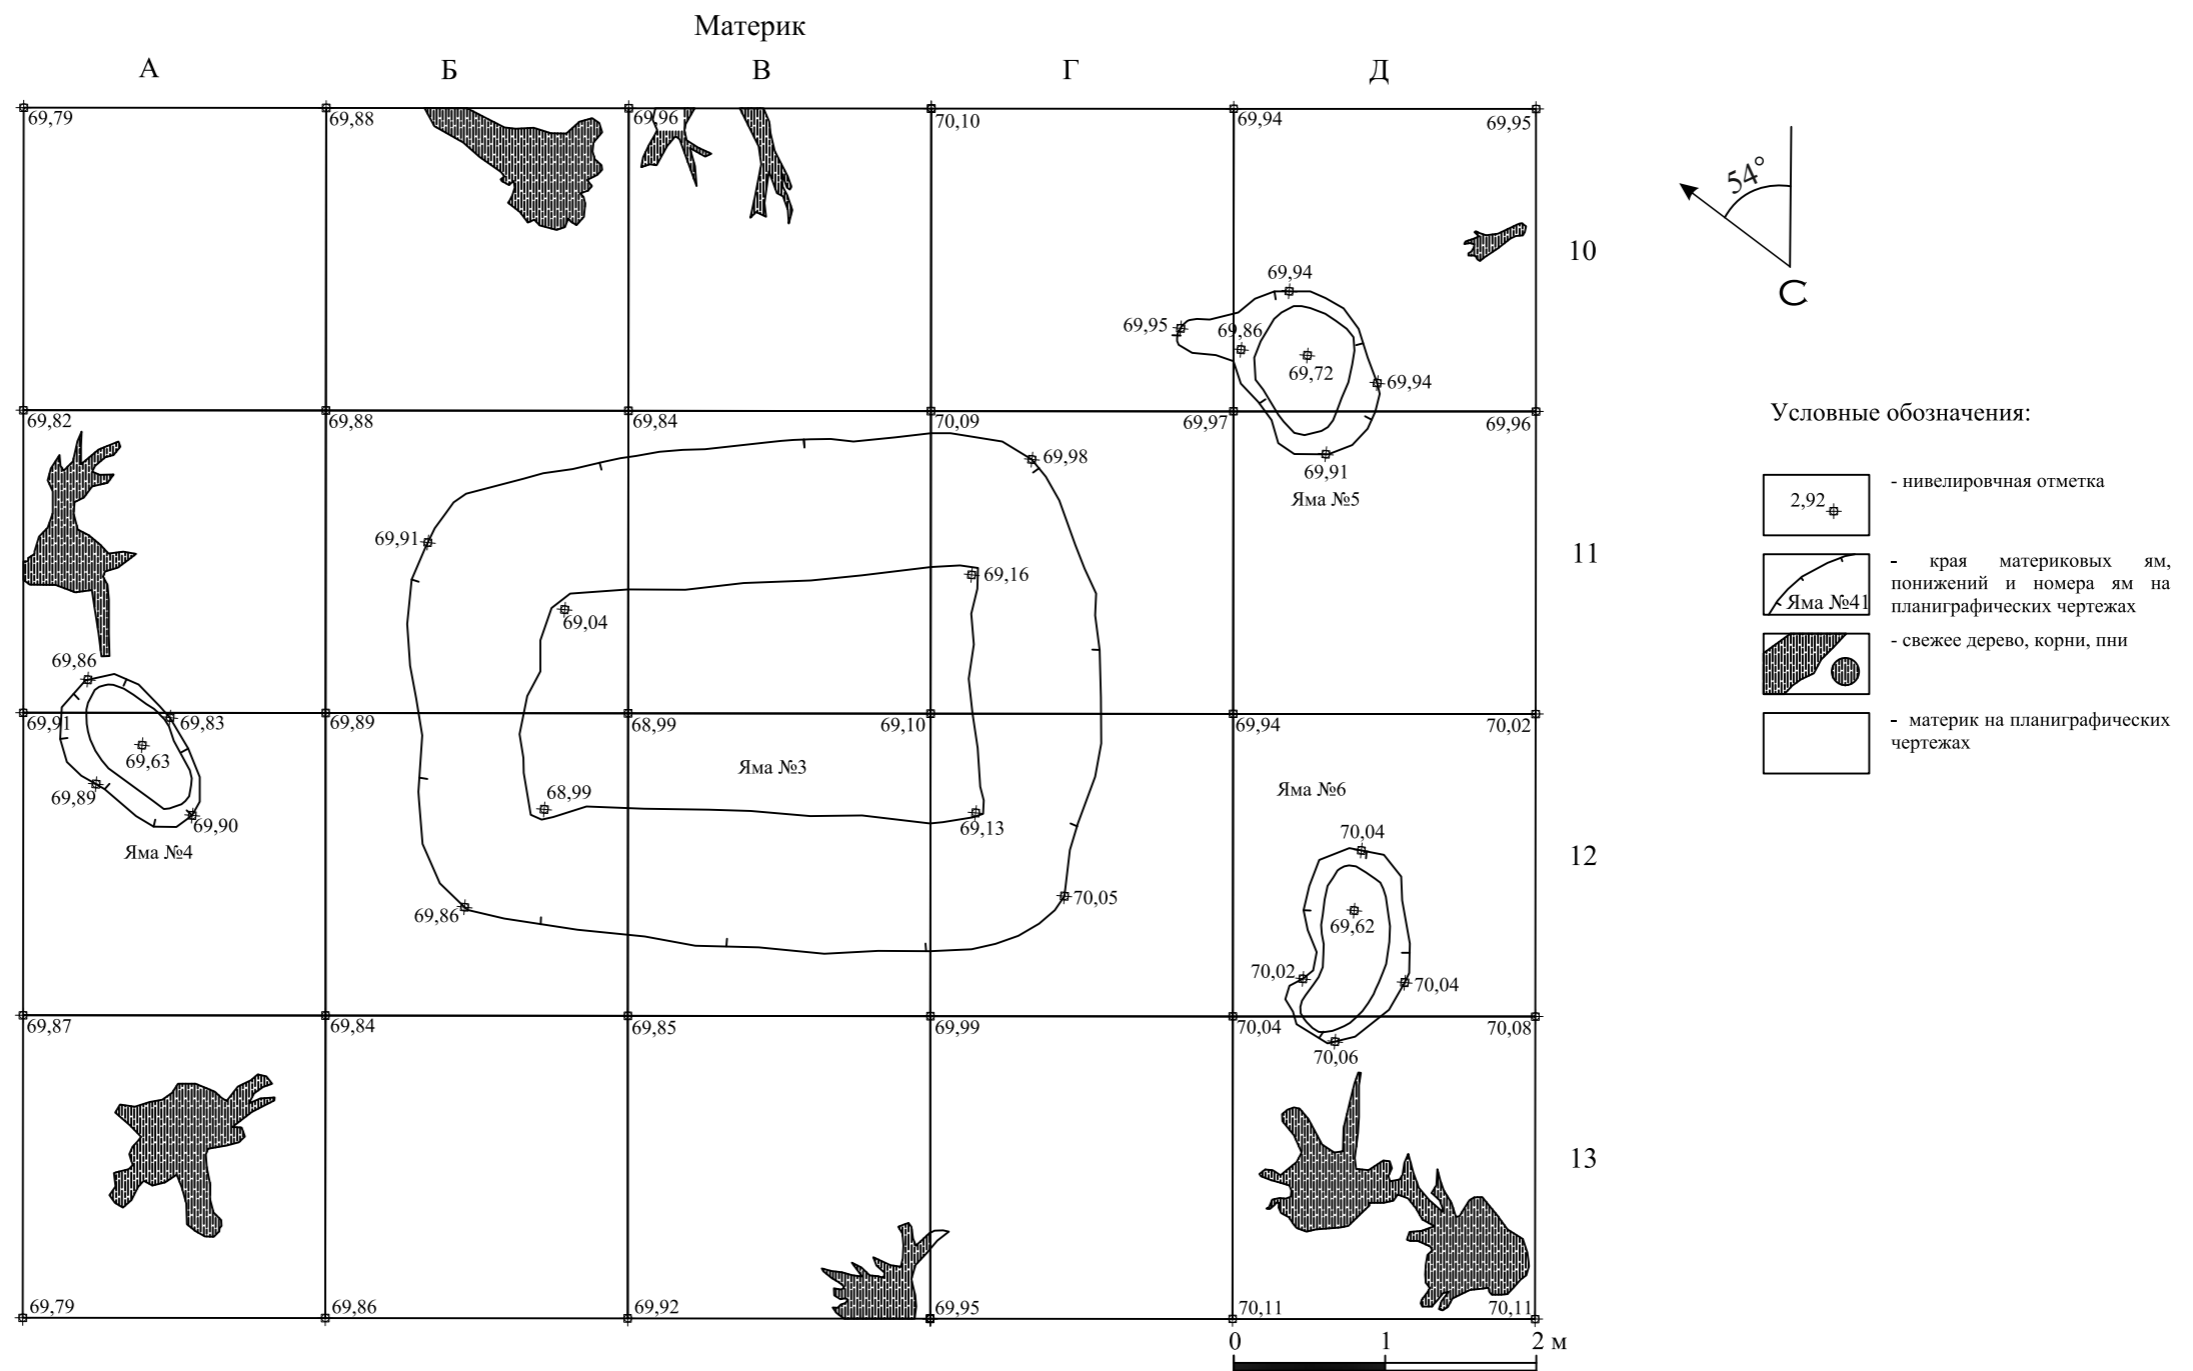 Материк
А Б В Г Д
69,79 69,88 69,96 70,10 69,94 69,95
54°
10
С
69,94
69,95 69,86
69,72
69,94
69,82 69,88 69,84 70,09 69,97 69,96
Условные обозначения:
69,98
69,91
Яма №5
2,92
- нивелировчная отметка
69,91
11
69,16
69,04
- края материковых ям,
понижений и номера ям на
планиграфических чертежах
Яма №41
- свежее дерево, корни, пни
69,86
69,91 69,83 69,89 68,99 69,10 69,94 70,02
- материк на планиграфических
чертежах
69,63
Яма №3
69,89
68,99
Яма №6
69,90
69,13
70,04
Яма №4
12
69,86
70,05
69,62
70,02
70,04
69,87 69,84 69,85 69,99 70,04 70,08
70,06
13
69,79 69,86 69,92 69,95 70,11 70,11
0 1 2 м